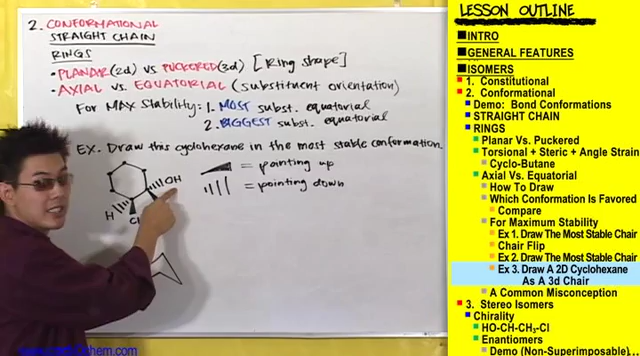 2. CONFORMATIONAL
STRAIGHT CHAIN
RINGS
• PLANAR (2d) vs PUCKERED (3d) [Ring shape]
• AXIAL vs. EQUATORIAL (substituent orientation)
For MAX Stability: 1. MOST subst. equatorial
2. BIGGEST subst. equatorial
EX. Draw this cyclohexane in the most stable conformation.
= pointing up
= pointing down
OH
H
LESSON OUTLINE
INTRO
GENERAL FEATURES
ISOMERS
1. Constitutional
2. Conformational
Demo: Bond Conformations
STRAIGHT CHAIN
RINGS
Planar Vs. Puckered
Torsional + Steric + Angle Strain
Cyclo-Butane
Axial Vs. Equatorial
How to Draw
Which Conformation Is Favored
Compare
For Maximum Stability
Ex 1. Draw The Most Stable Chair
Chair Flip
Ex 2. Draw The Most Stable Chair
Ex 3. Draw A 2D Cyclohexane
As A 3d Chair
A Common Misconception
3. Stereo Isomers
Chirality
HO-CH-CH₃-Cl
Enantiomers
Demo (Non-Superimposable)